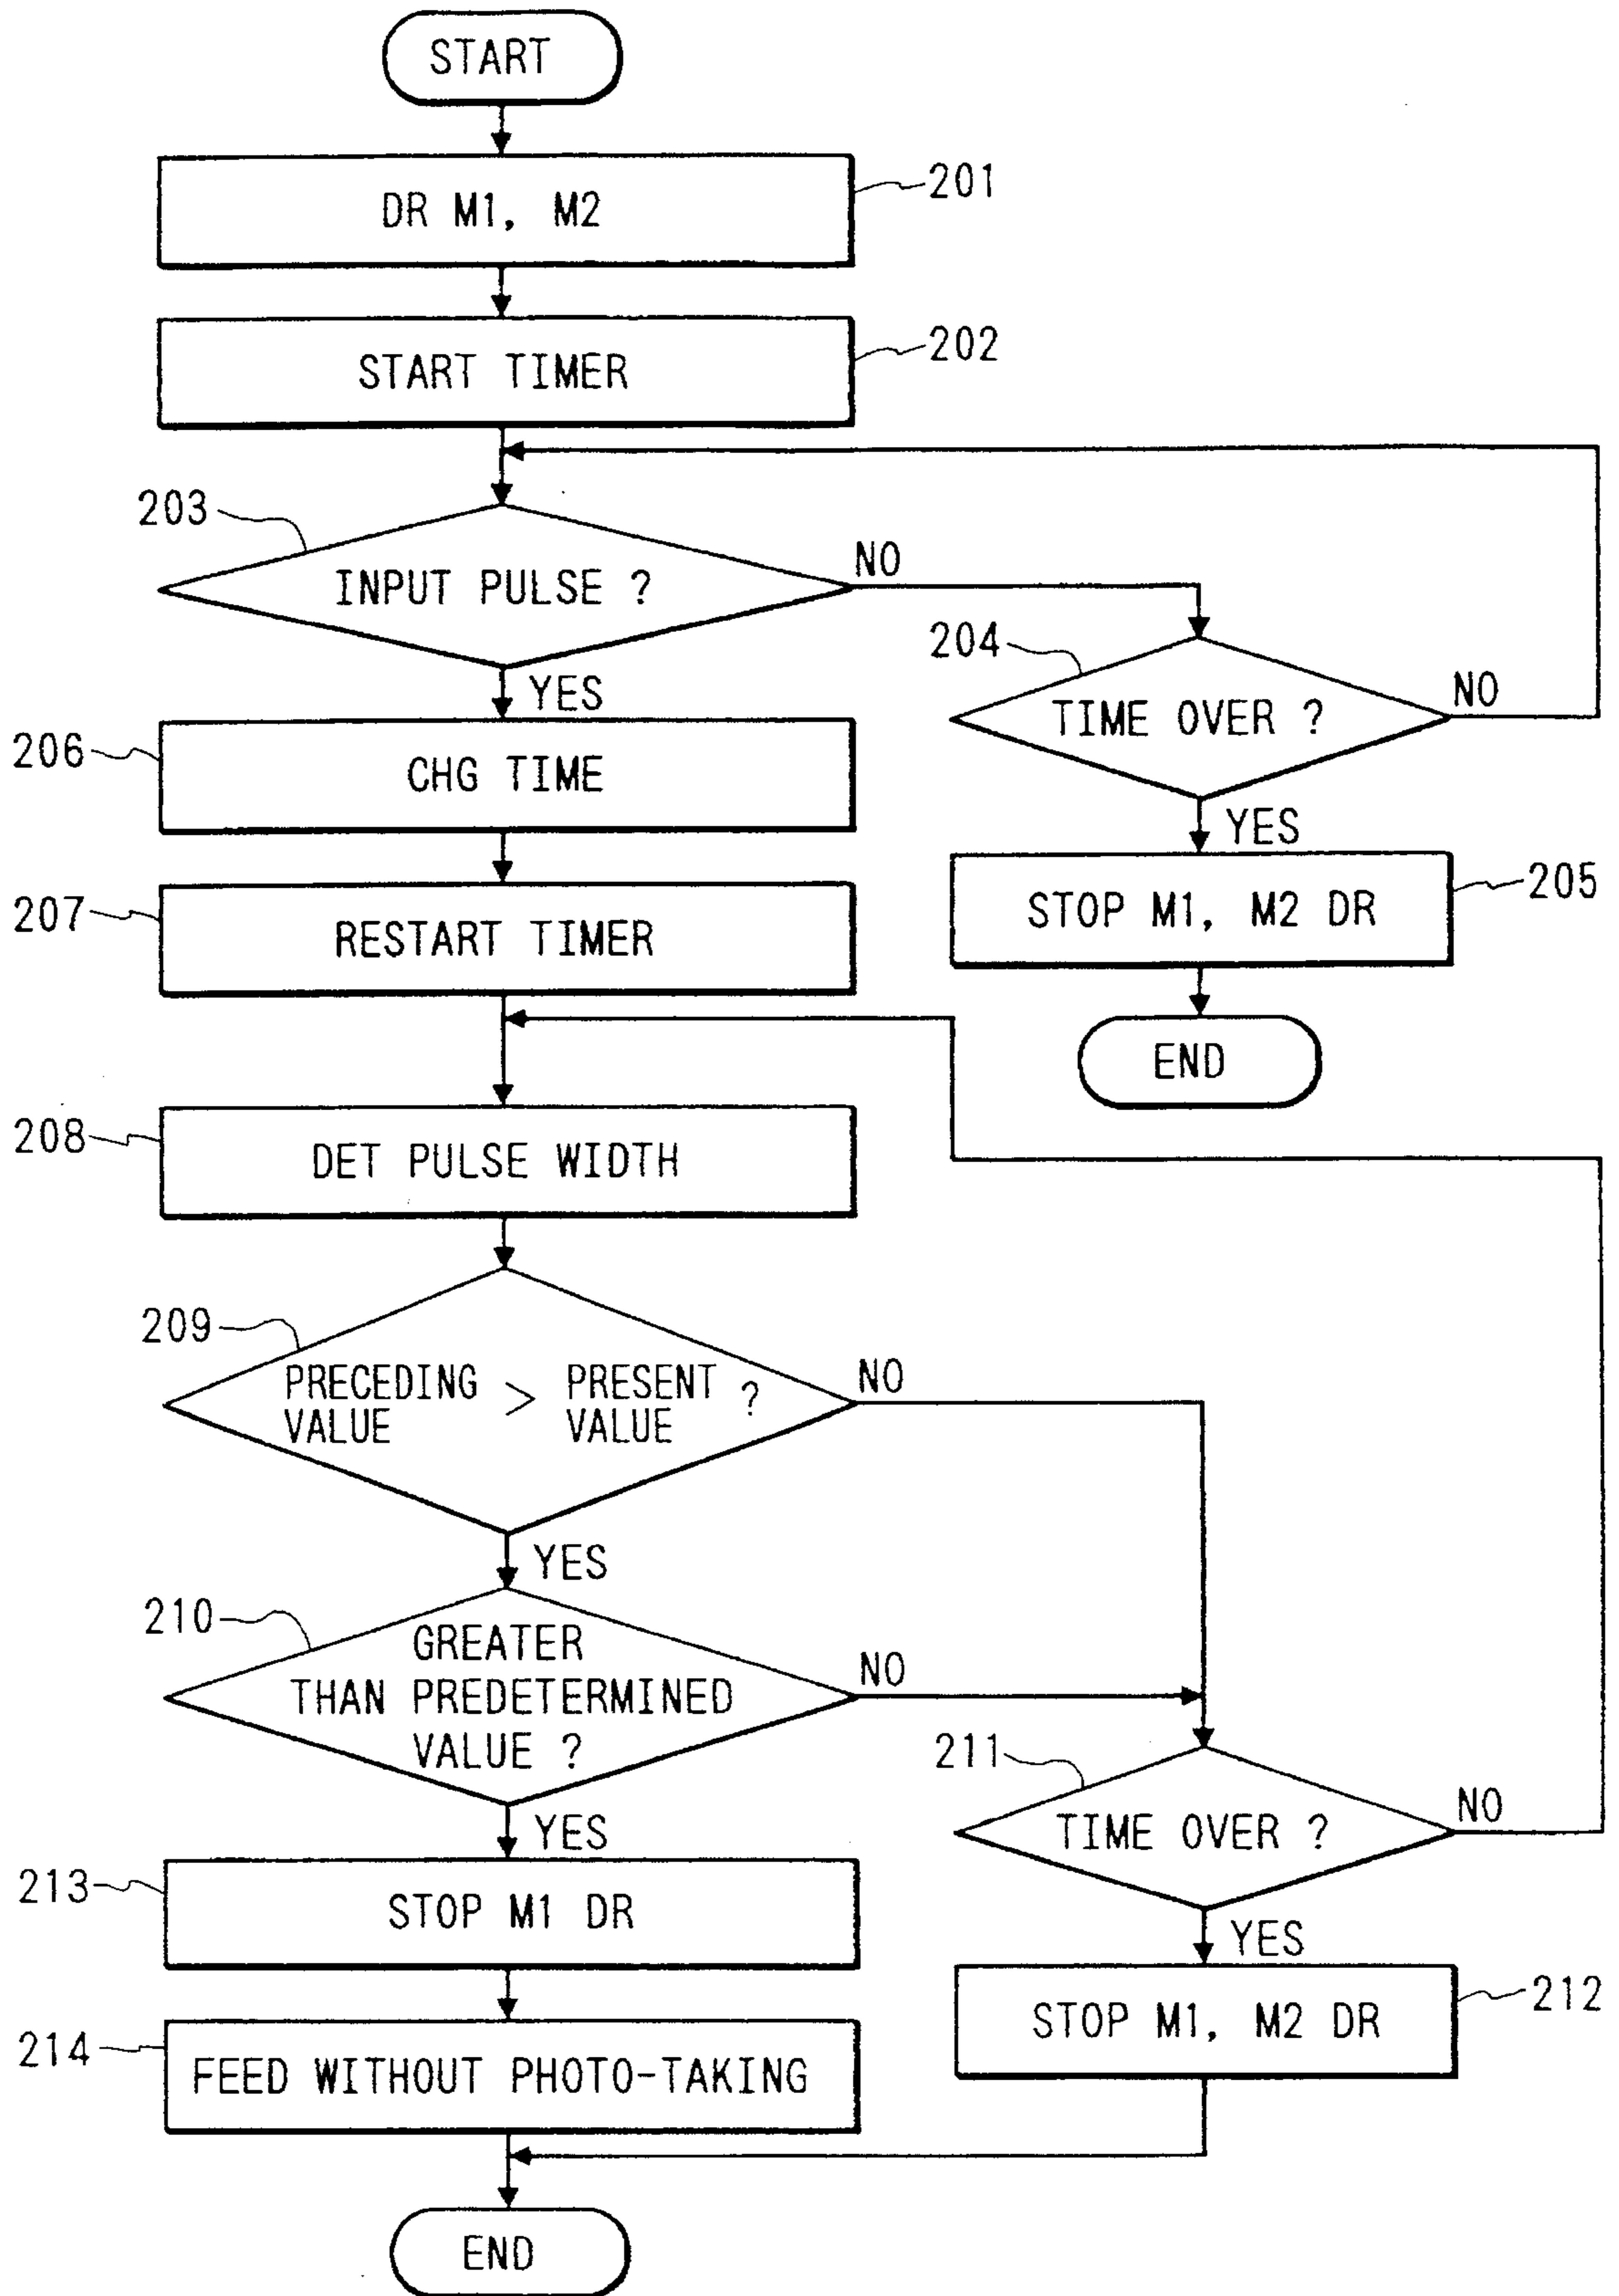 START
DR M1, M2
201
START TIMER
202
203
INPUT PULSE ?
NO
204
TIME OVER ?
NO
YES
206
CHG TIME
YES
207
RESTART TIMER
STOP M1, M2 DR
205
END
208
DET PULSE WIDTH
209
PRECEDING VALUE > PRESENT VALUE ?
NO
YES
210
GREATER
THAN PREDETERMINED
VALUE ?
NO
211
TIME OVER ?
NO
YES
213
STOP M1 DR
YES
STOP M1, M2 DR
212
214
FEED WITHOUT PHOTO-TAKING
END